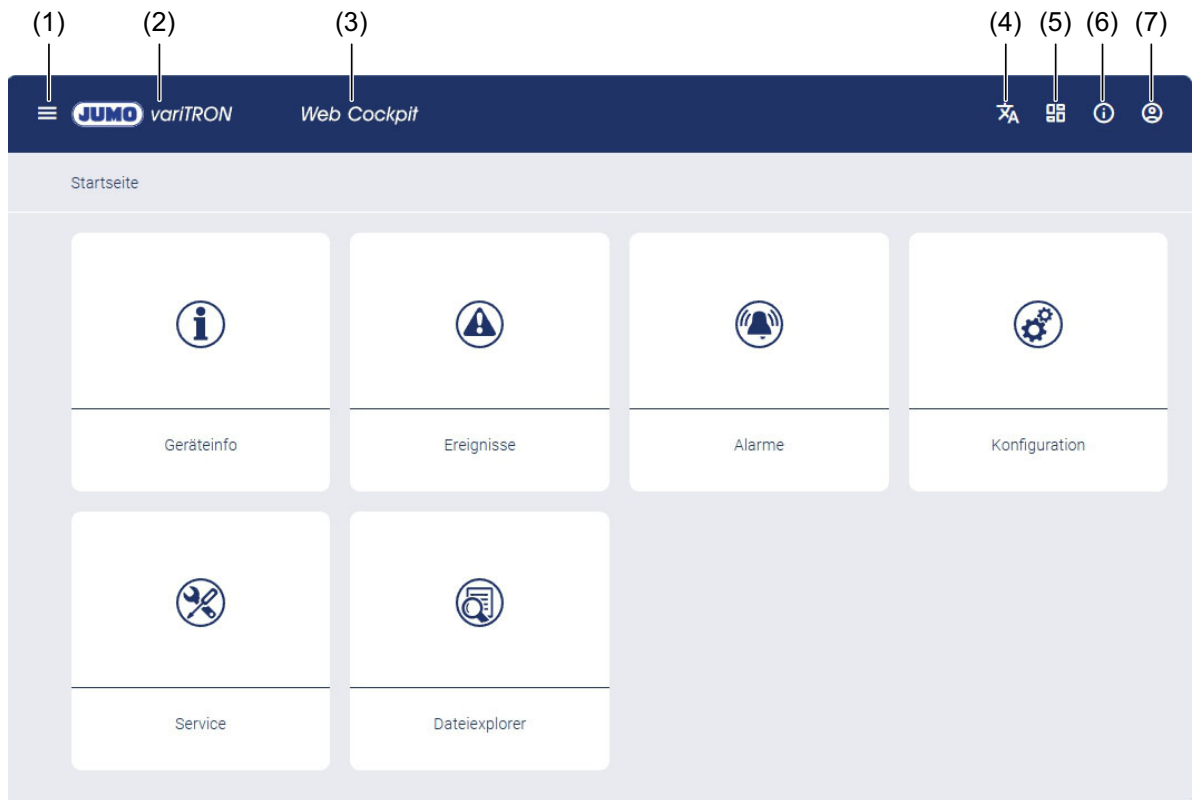 (1) (2) (3) (4) (5) (6) (7)
JUMO variTRON Web Cockpit
Startseite
Geräteinfo Ereignisse Alarme Konfiguration
Service Dateiexplorer